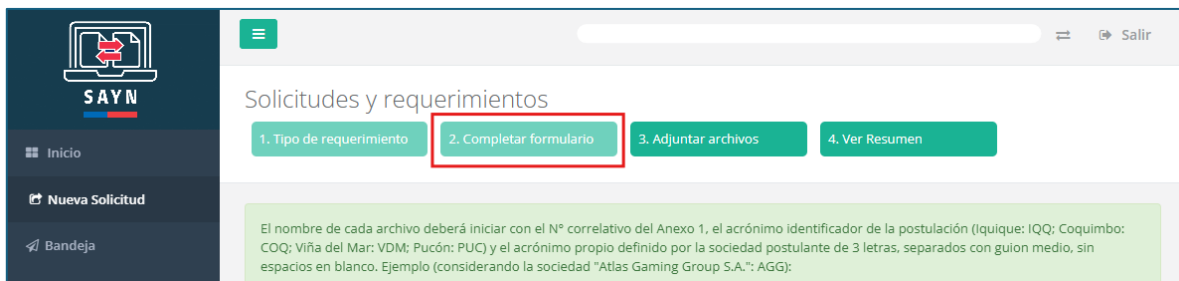 SAYN
Inicio
Nueva Solicitud
Bandeja
Salir
Solicitudes y requerimientos
1. Tipo de requerimiento
2. Completar formulario
3. Adjuntar archivos
4. Ver Resumen
El nombre de cada archivo deberá iniciar con el N° correlativo del Anexo 1, el acrónimo identificador de la postulación (Iquique: IQQ; Coquimbo:
COQ; Viña del Mar: VDM; Pucón: PUC) y el acrónimo propio definido por la sociedad postulante de 3 letras, separados con guion medio, sin
espacios en blanco. Ejemplo (considerando la sociedad "Atlas Gaming Group S.A.": AGG):